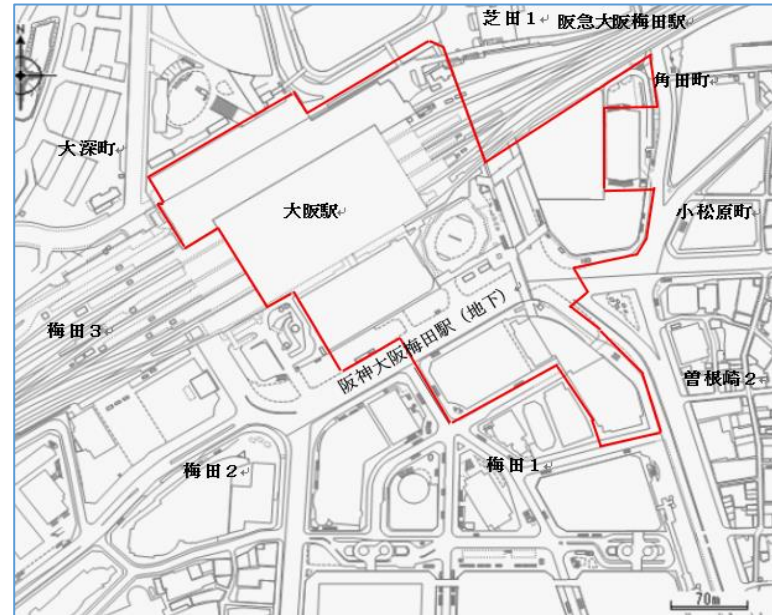 芝田1
阪急大阪梅田駅
N
角田町
大深町
大阪駅
小松原町
梅田3
阪神大阪梅田駅（地下）
曽根崎2
梅田2
梅田1
70m